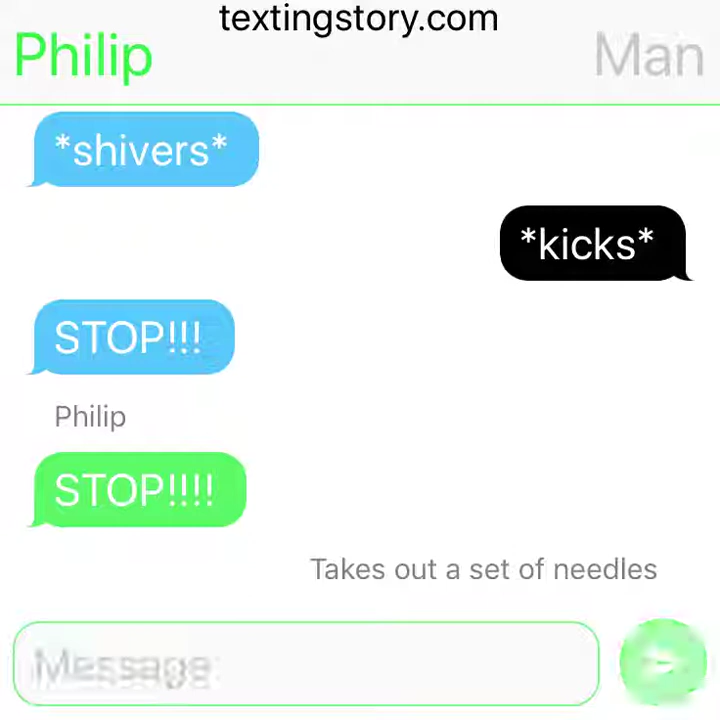 textingstory.com
Philip
Man
*shivers*
*kicks*
STOP!!!
Philip
STOP!!!!
Takes out a set of needles
Message